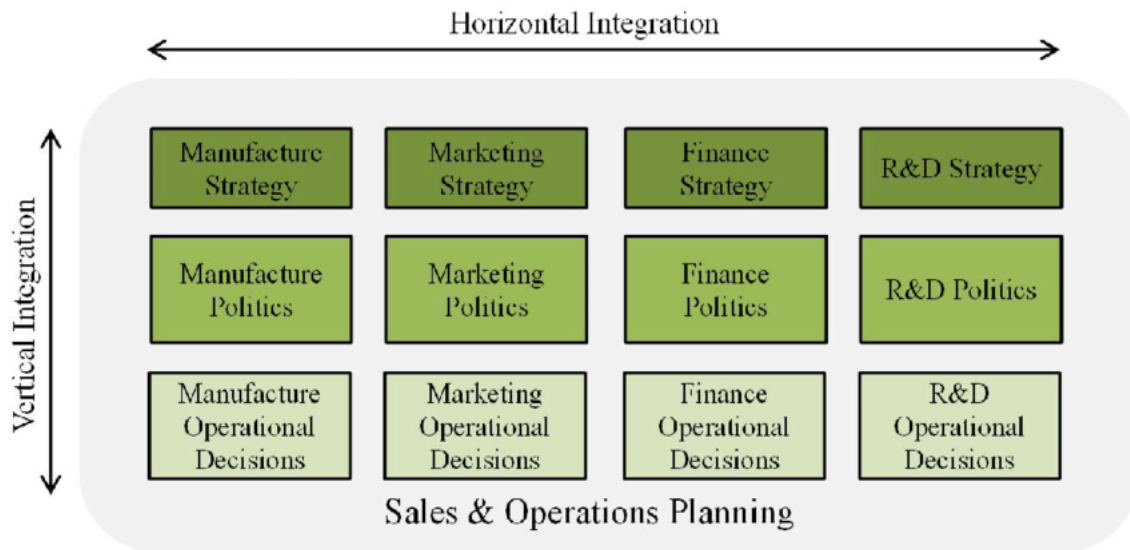 Horizontal Integration
Vertical Integration
Manufacture
Strategy
Marketing
Strategy
Finance
Strategy
R&D Strategy
Manufacture
Politics
Marketing
Politics
Finance
Politics
R&D Politics
Manufacture
Operational
Decisions
Marketing
Operational
Decisions
Finance
Operational
Decisions
R&D
Operational
Decisions
Sales & Operations Planning